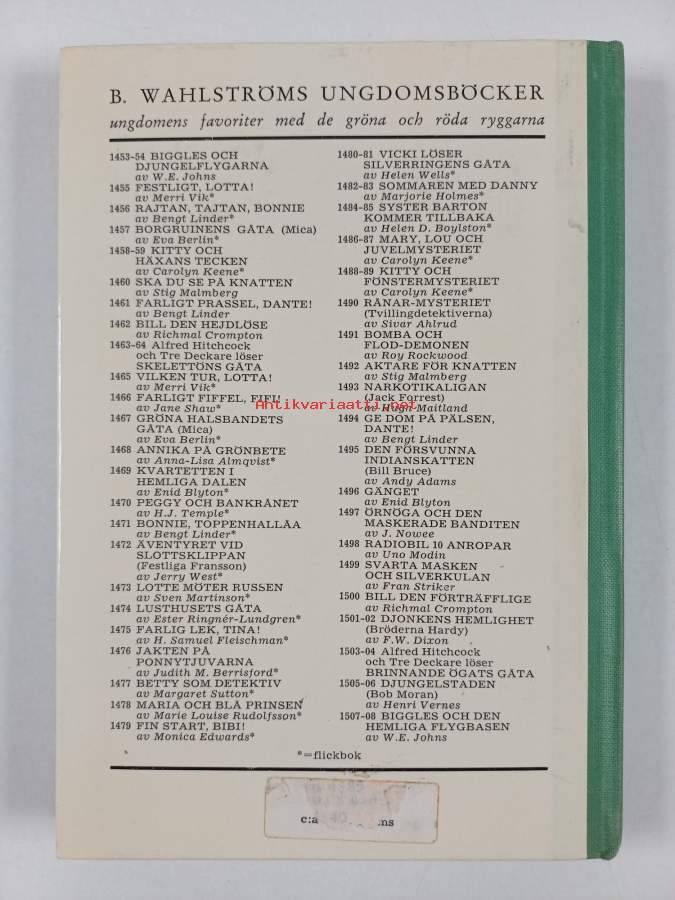 B. WAHLSTRÖMS UNGDOMSBÖCKER
ungdomens favoriter med de gröna och röda ryggarna
1453-54 BIGGLES OCH
DJUNGELFLYGARNA
av W.E. Johns
1455 FESTLIGT, LOTTA!
av Merri Vik*
1456 RAJTAN, TAJTAN, BONNIE
av Bengt Linder*
1457 BORGRUINENS GÅTA (Mica)
av Eva Berlin*
1458-59 KITTY OCH
HÄXANS TECKEN
av Carolyn Keene*
1460 SKA DU SE PÅ KNATTEN
av Stig Malmberg
1461 FARLIGT PRASSEL, DANTE!
av Bengt Linder
1462 BILL DEN HEJDLÖSE
av Richmal Crompton
1463-64 Alfred Hitchcock
och Tre Deckare löser
SKELETTÖNS GÅTA
1465 VILKEN TUR, LOTTA!
av Merri Vik*
1466 FARLIGT FIFFEL, FIFI!
av Jane Shaw*
1467 GRÖNA HALSBANDETS
GÅTA (Mica)
av Eva Berlin*
1468 ANNIKA PÅ GRÖNBETE
av Anna-Lisa Almqvist*
1469 KVARTETTEN I
HEMLIGA DALEN
av Enid Blyton*
1470 PEGGY OCH BANKRÅNET
av H.J. Temple*
1471 BONNIE, TOPPENHALLÅA
av Bengt Linder*
1472 ÄVENTYRET VID
SLOTTSKLIPPAN
(Festliga Fransson)
av Jerry West*
1473 LOTTE MÖTER RUSSEN
av Sven Martinson*
1474 LUSTHUSETS GÅTA
av Ester Ringnér-Lundgren*
1475 FARLIG LEK, TINA!
av H. Samuel Fleischman*
1476 JAKTEN PÅ
PONNYTJUVARNA
av Judith M. Berrisford*
1477 BETTY SOM DETEKTIV
av Margaret Sutton*
1478 MARIA OCH BLÅ PRINSEN
av Marie Louise Rudolfsson*
1479 FIN START, BIBI!
av Monica Edwards*
1480-81 VICKI LÖSER
SILVERRINGENS GÅTA
av Helen Wells*
1482-83 SOMMAREN MED DANNY
av Marjorie Holmes*
1484-85 SYSTER BARTON
KOMMER TILLBAKA
av Helen D. Boylston*
1486-87 MARY, LOU OCH
JUVELMYSTERIET
av Carolyn Keene*
1488-89 KITTY OCH
FÖNSTERMYSTERIET
av Carolyn Keene*
1490 RÅNAR-MYSTERIET
(Tvillingdetektiverna)
av Sivar Ahlrud
1491 BOMBA OCH
FLOD-DEMONEN
av Roy Rockwood
1492 AKTARE FÖR KNATTEN
av Stig Malmberg
1493 NARKOTIKALIGAN
(Jack Forrest)
av Hugh Maitland
1494 GE DOM PÅ PÄLSEN,
DANTE!
av Bengt Linder
1495 DEN FÖRSVUNNA
INDIANSKATTEN
(Bill Bruce)
av Andy Adams
1496 GÄNGET
av Enid Blyton
1497 ÖRNÖGA OCH DEN
MASKERADE BANDITEN
av J. Nowee
1498 RADIOBIL 10 ANROPAR
av Uno Modin
1499 SVARTA MASKEN
OCH SILVERKULAN
av Fran Striker
1500 BILL DEN FÖRTRÄFFLIGE
av Richmal Crompton
1501-02 DJONKENS HEMLIGHET
(Bröderna Hardy)
av F.W. Dixon
1503-04 Alfred Hitchcock
och Tre Deckare löser
BRINNANDE ÖGATS GÅTA
1505-06 DJUNGELSTADEN
(Bob Moran)
av Henri Vernes
1507-08 BIGGLES OCH DEN
HEMLIGA FLYGBASEN
av W.E. Johns
*=flickbok
Antikvariaatti.net
c:a